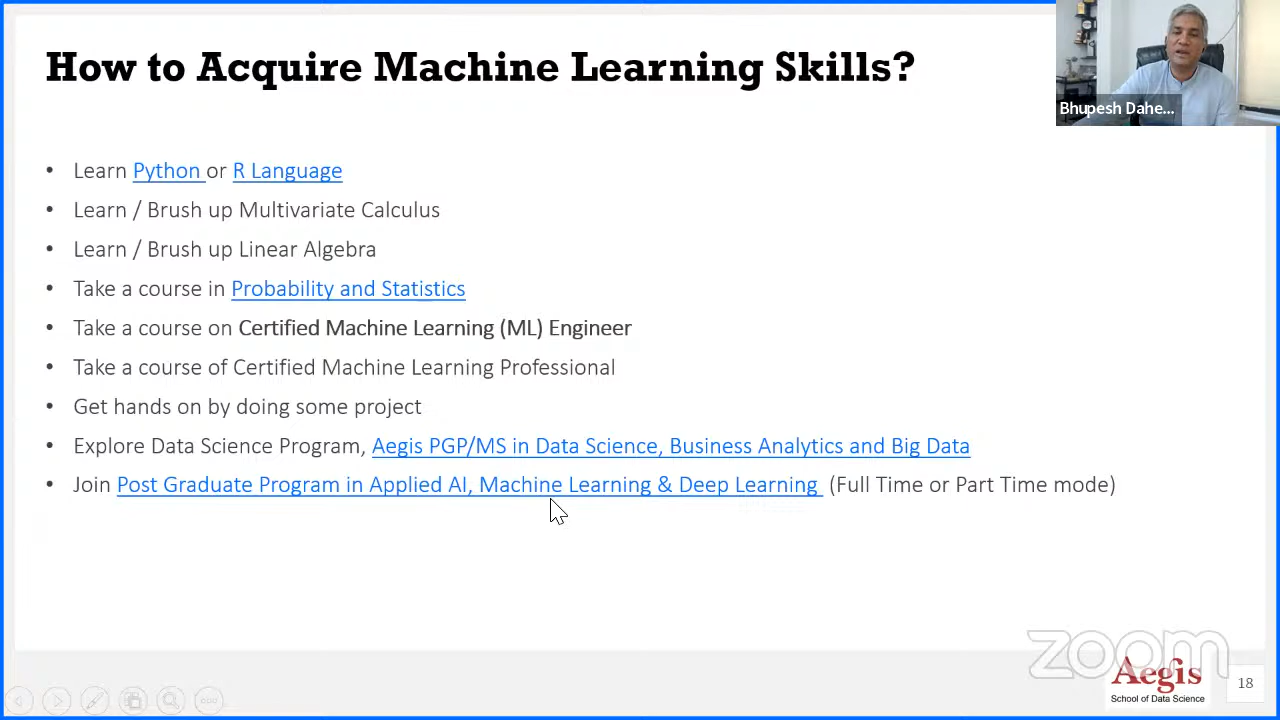 How to Acquire Machine Learning Skills?
Bhupesh Dahe...
• Learn Python or R Language
• Learn / Brush up Multivariate Calculus
• Learn / Brush up Linear Algebra
• Take a course in Probability and Statistics
• Take a course on Certified Machine Learning (ML) Engineer
• Take a course of Certified Machine Learning Professional
• Get hands on by doing some project
• Explore Data Science Program, Aegis PGP/MS in Data Science, Business Analytics and Big Data
• Join Post Graduate Program in Applied AI, Machine Learning & Deep Learning (Full Time or Part Time mode)
zoom
Aegis
School of Data Science
18